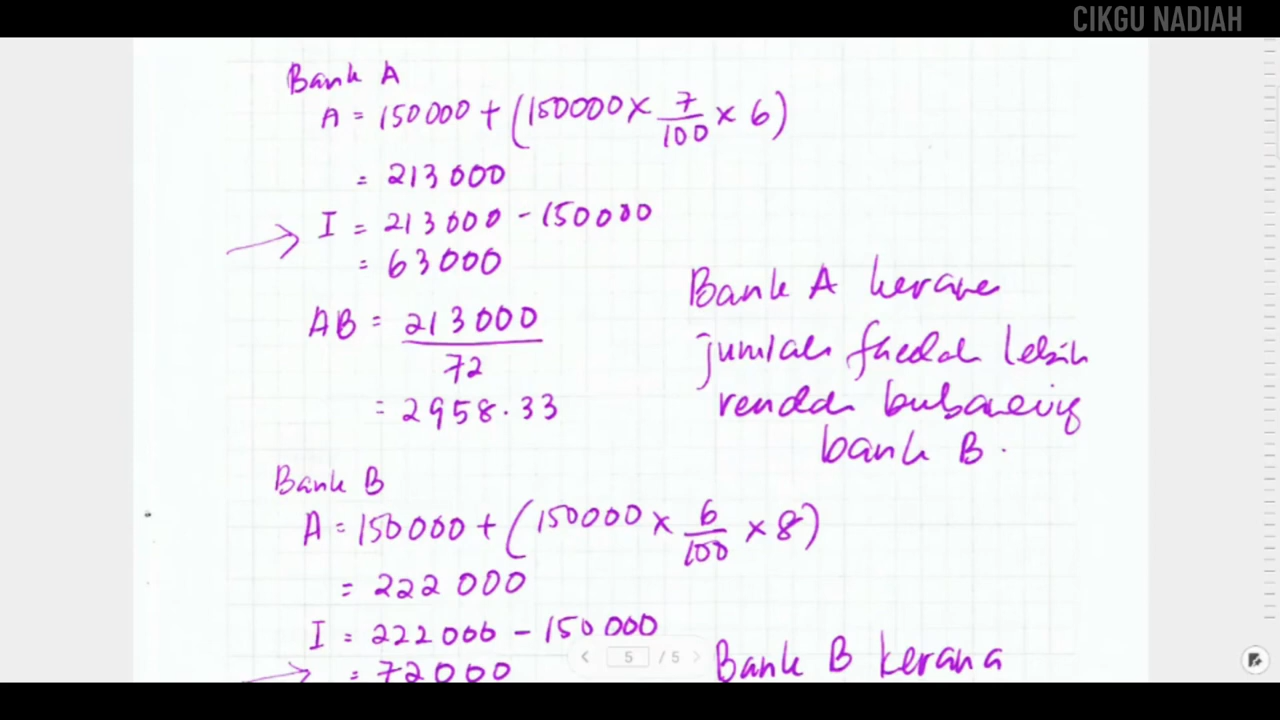 CIKGU NADIAH
Bank A
A = 150000 + (150000 × 7/100 × 6)
= 213000
I = 213000 - 150000
= 63000
AB = 213000/72
= 2958.33
Bank A kerana
jumlah faedah lebih
rendah berbanding
bank B.
Bank B
A = 150000 + (150000 × 6/100 × 8)
= 222000
I = 222000 - 150000
= 72000
Bank B kerana
< 5 / 5 >